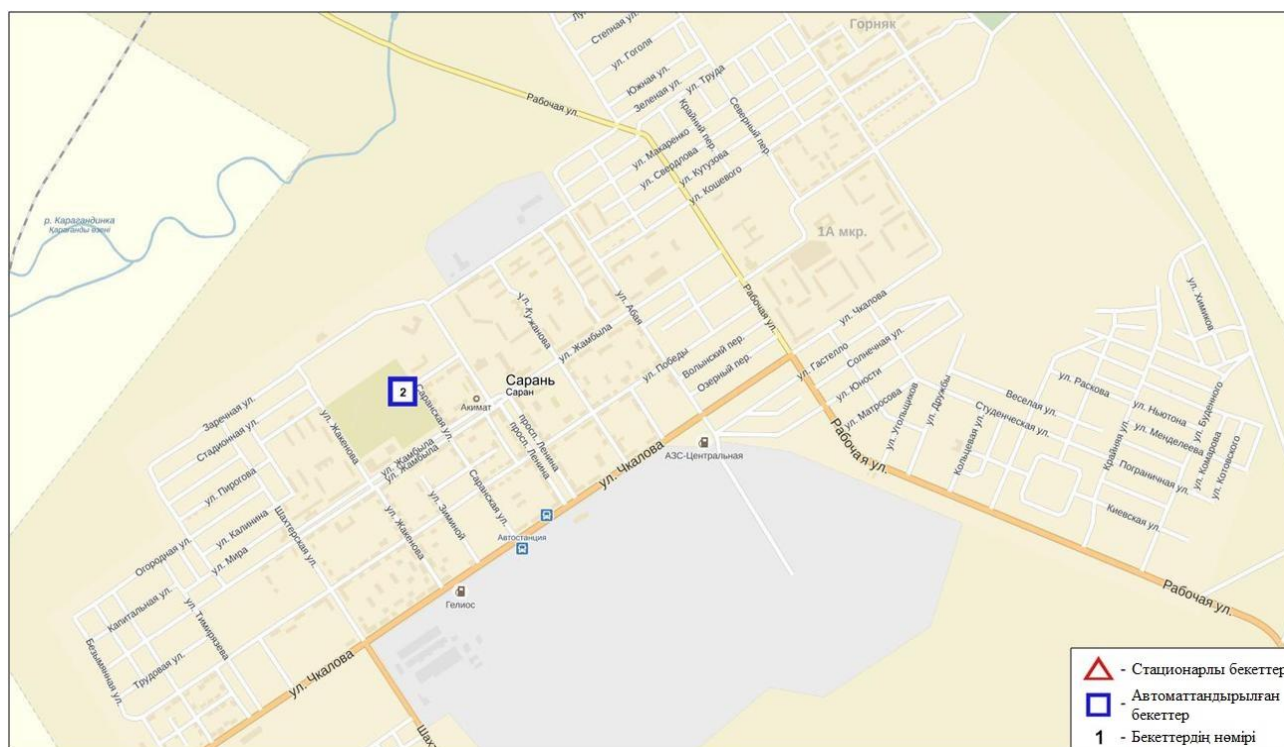 Горняк
Степная ул.
ул. Гоголя
Южная ул.
Зеленая ул.
ул. Труда
Рабочая ул.
Крайний пер.
Северный пер.
ул. Макаренко
ул. Свердлова
ул. Кутузова
ул. Кошевого
р. Карагандинка
Караганды өзені
1А мкр.
ул. Химиков
ул. Кужанова
ул. Абая
ул. Жамбыла
Рабочая ул.
ул. Чкалова
ул. Победы
Волынский пер.
Озерный пер.
ул. Гастелло
Солнечная ул.
ул. Юности
ул. Матросова
ул. Угольщиков
ул. Дружбы
2
Сарань
Саран
Акимат
Саранская ул.
Заречная ул.
Стадионная ул.
ул. Жакенова
просп. Ленина
просп. Ленина
Веселая ул.
Студенческая ул.
Кольцевая ул.
ул. Раскова
ул. Ньютона
ул. Буденного
ул. Менделеева
Крайняя ул.
ул. Комарова
ул. Котовского
Пограничная ул.
Киевская ул.
АЗС-Центральная
ул. Чкалова
Рабочая ул.
ул. Жамбыла
ул. Жамбыла
ул. Пирогова
ул. Калинина
ул. Мира
Шахтерская ул.
ул. Жакенова
ул. Зиминой
Саранская ул.
Автостанция
Огородная ул.
Капитальная ул.
ул. Тимирязева
Безымянная ул.
Трудовая ул.
Гелиос
ул. Чкалова
Рабочая ул.
- Стационарлы бекеттер
- Автоматтандырылған
бекеттер
1 - Бекеттердің нөмірі